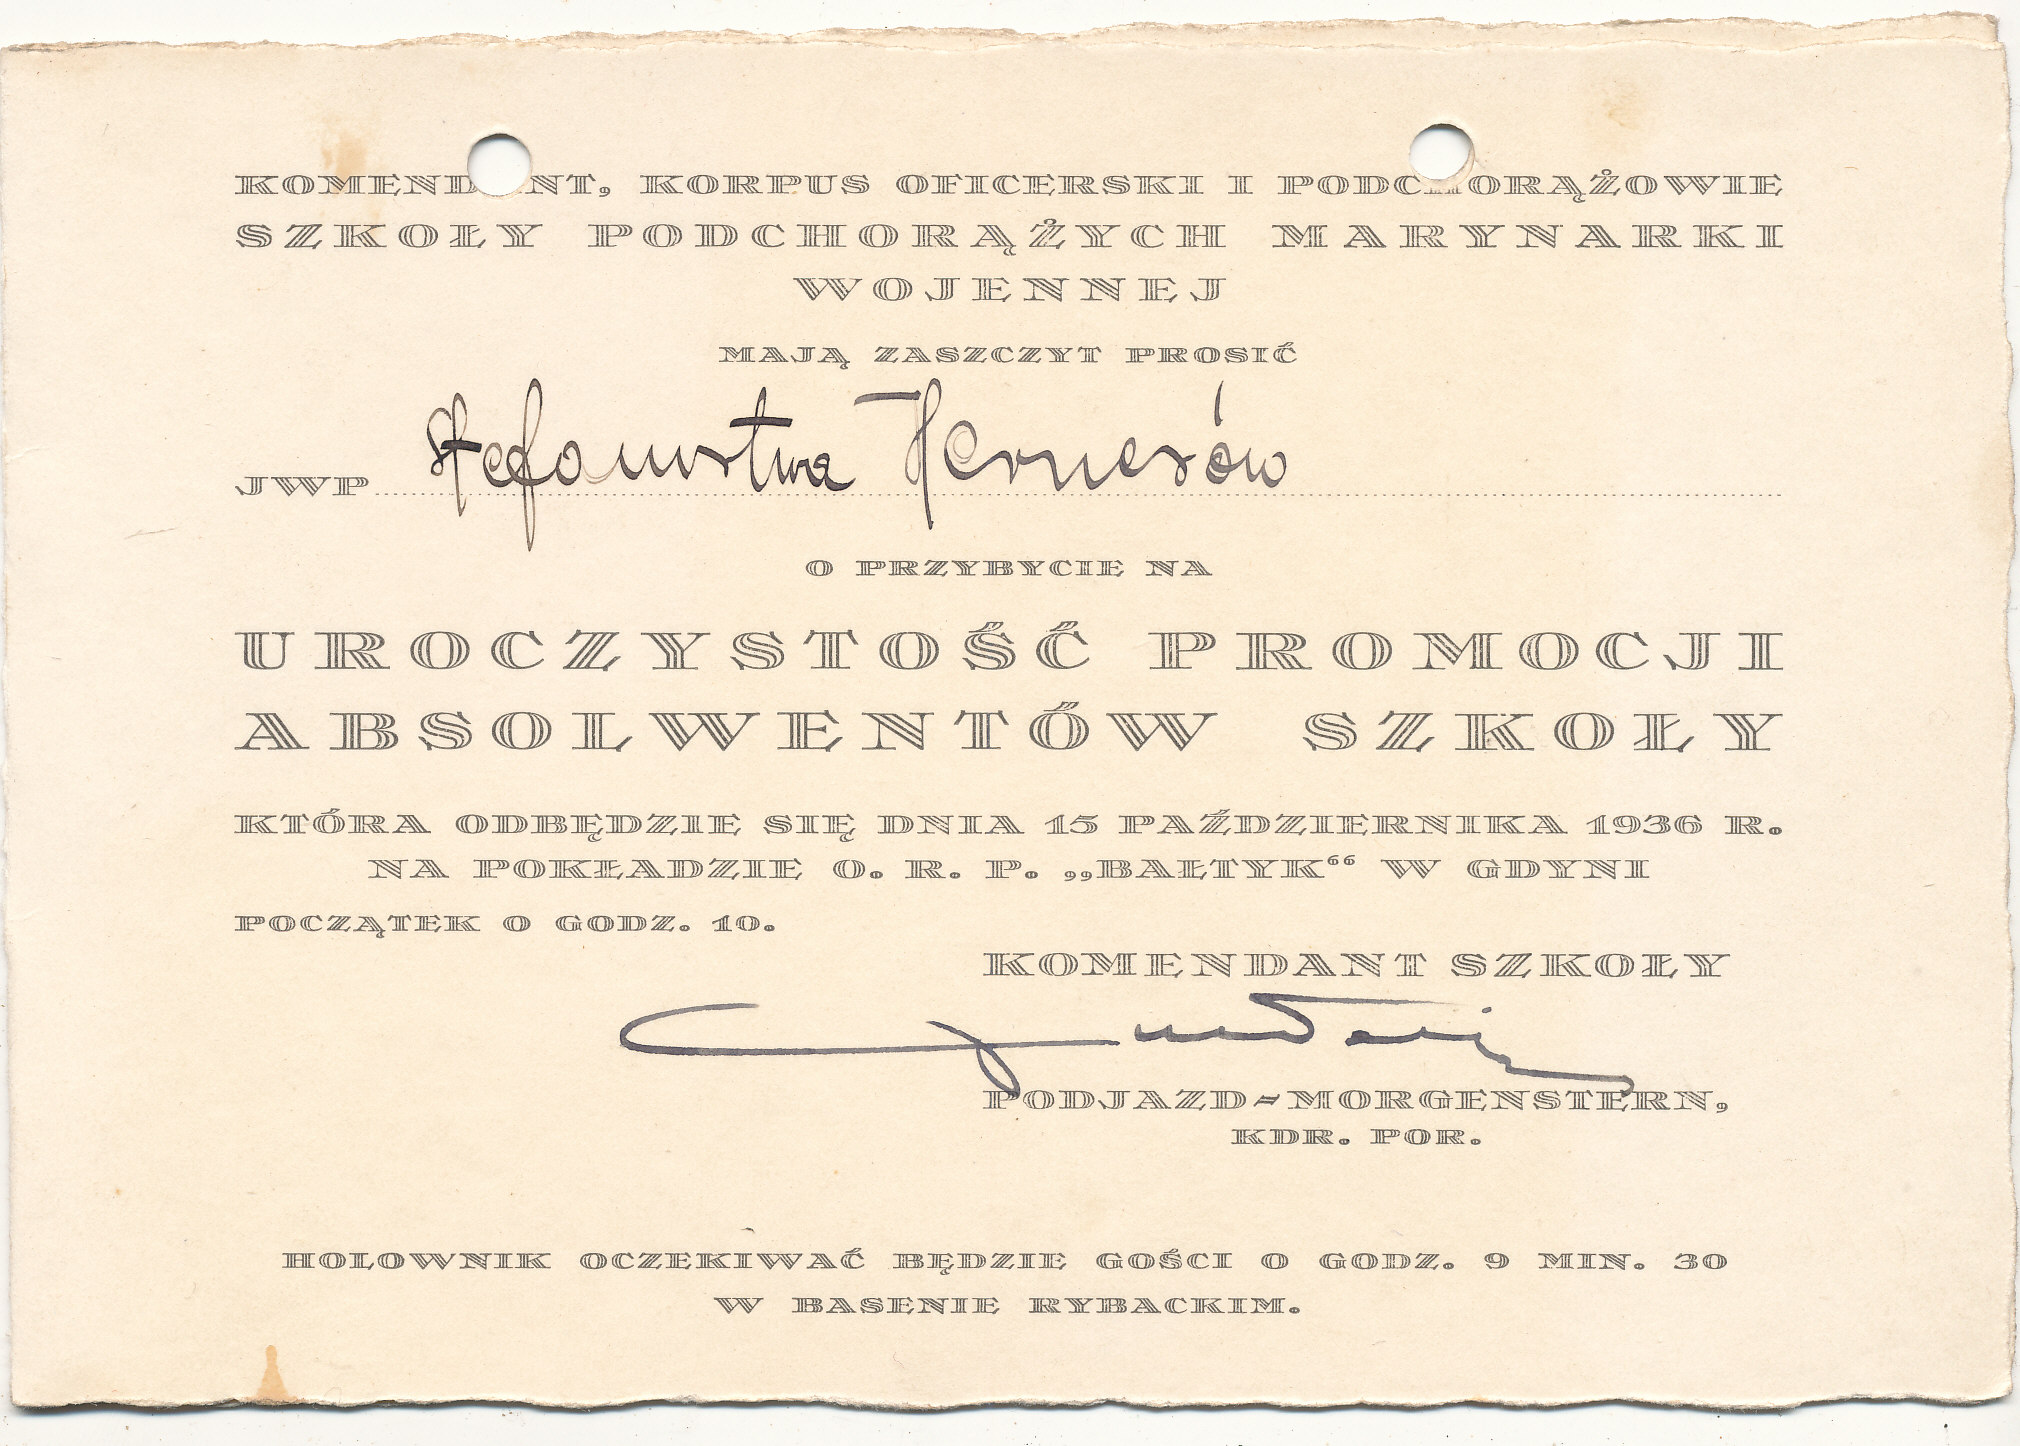 KOMENDANT, KORPUS OFICERSKI I PODCHORĄŻOWIE
SZKOŁY PODCHORĄŻYCH MARYNARKI
WOJENNEJ
MAJĄ ZASZCZYT PROSIĆ
JWP Stefanostwa Hernesów
O PRZYBYCIE NA
UROCZYSTOŚĆ PROMOCJI
ABSOLWENTÓW SZKOŁY
KTÓRA ODBĘDZIE SIĘ DNIA 15 PAŹDZIERNIKA 1936 R.
NA POKŁADZIE O. R. P. „BAŁTYK“ W GDYNI
POCZĄTEK O GODZ. 10.
KOMENDANT SZKOŁY
PODJAZD-MORGENSTERN,
KDR. POR.
HOLOWNIK OCZEKIWAĆ BĘDZIE GOŚCI O GODZ. 9 MIN. 30
W BASENIE RYBACKIM.